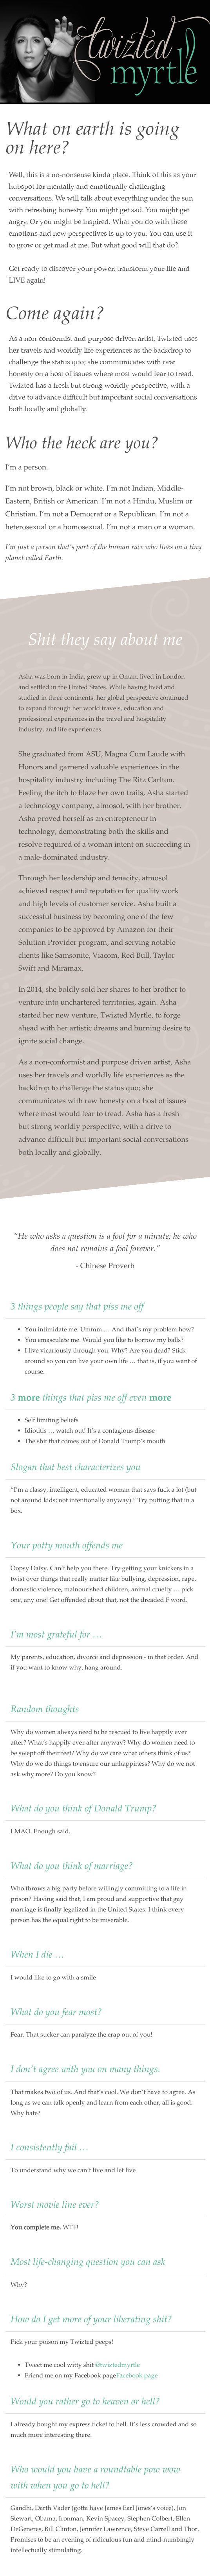 twizted
myrtle
What on earth is going
on here?
Well, this is a no-nonsense kinda place. Think of this as your
hubspot for mentally and emotionally challenging
conversations. We will talk about everything under the sun
with refreshing honesty. You might get sad. You might get
angry. Or you might be inspired. What you do with these
emotions and new perspectives is up to you. You can use it
to grow or get mad at me. But what good will that do?
Get ready to discover your power, transform your life and
LIVE again!
Come again?
As a non-conformist and purpose driven artist, Twizted uses
her travels and worldly life experiences as the backdrop to
challenge the status quo; she communicates with raw
honesty on a host of issues where most would fear to tread.
Twizted has a fresh but strong worldly perspective, with a
drive to advance difficult but important social conversations
both locally and globally.
Who the heck are you?
I'm a person.
I'm not brown, black or white. I'm not Indian, Middle-
Eastern, British or American. I'm not a Hindu, Muslim or
Christian. I'm not a Democrat or a Republican. I'm not a
heterosexual or a homosexual. I'm not a man or a woman.
I'm just a person that's part of the human race who lives on a tiny
planet called Earth.
Shit they say about me
Asha was born in India, grew up in Oman, lived in London
and settled in the United States. While having lived and
studied in three continents, her global perspective continued
to expand through her world travels, education and
professional experiences in the travel and hospitality
industry, and life experiences.
She graduated from ASU, Magna Cum Laude with
Honors and garnered valuable experiences in the
hospitality industry including The Ritz Carlton.
Feeling the itch to blaze her own trails, Asha started
a technology company, atmosol, with her brother.
Asha proved herself as an entrepreneur in
technology, demonstrating both the skills and
resolve required of a woman intent on succeeding in
a male-dominated industry.
Through her leadership and tenacity, atmosol
achieved respect and reputation for quality work
and high levels of customer service. Asha built a
successful business by becoming one of the few
companies to be approved by Amazon for their
Solution Provider program, and serving notable
clients like Samsonite, Viacom, Red Bull, Taylor
Swift and Miramax.
In 2014, she boldly sold her shares to her brother to
venture into unchartered territories, again. Asha
started her new venture, Twizted Myrtle, to forge
ahead with her artistic dreams and burning desire to
ignite social change.
As a non-conformist and purpose driven artist, Asha
uses her travels and worldly life experiences as the
backdrop to challenge the status quo; she
communicates with raw honesty on a host of issues
where most would fear to tread. Asha has a fresh
but strong worldly perspective, with a drive to
advance difficult but important social conversations
both locally and globally.
"He who asks a question is a fool for a minute; he who
does not remains a fool forever."
- Chinese Proverb
3 things people say that piss me off
• You intimidate me. Ummm … And that's my problem how?
• You emasculate me. Would you like to borrow my balls?
• I live vicariously through you. Why? Are you dead? Stick
around so you can live your own life … that is, if you want of
course.
3 more things that piss me off even more
• Self limiting beliefs
• Idiotitis … watch out! It's a contagious disease
• The shit that comes out of Donald Trump's mouth
Slogan that best characterizes you
"I'm a classy, intelligent, educated woman that says fuck a lot (but
not around kids; not intentionally anyway)." Try putting that in a
box.
Your potty mouth offends me
Oopsy Daisy. Can't help you there. Try getting your knickers in a
twist over things that really matter like bullying, depression, rape,
domestic violence, malnourished children, animal cruelty … pick
one, any one! Get offended about that, not the dreaded F word.
I'm most grateful for …
My parents, education, divorce and depression - in that order. And
if you want to know why, hang around.
Random thoughts
Why do women always need to be rescued to live happily ever
after? What's happily ever after anyway? Why do women need to
be swept off their feet? Why do we care what others think of us?
Why do we do things to ensure our unhappiness? Why do we not
ask why more? Do you know?
What do you think of Donald Trump?
LMAO. Enough said.
What do you think of marriage?
Who throws a big party before willingly committing to a life in
prison? Having said that, I am proud and supportive that gay
marriage is finally legalized in the United States. I think every
person has the equal right to be miserable.
When I die …
I would like to go with a smile
What do you fear most?
Fear. That sucker can paralyze the crap out of you!
I don't agree with you on many things.
That makes two of us. And that's cool. We don't have to agree. As
long as we can talk openly and learn from each other, all is good.
Why hate?
I consistently fail …
To understand why we can't live and let live
Worst movie line ever?
You complete me. WTF!
Most life-changing question you can ask
Why?
How do I get more of your liberating shit?
Pick your poison my Twizted peeps!
• Tweet me cool witty shit @twiztedmyrtle
• Friend me on my Facebook pageFacebook page
Would you rather go to heaven or hell?
I already bought my express ticket to hell. It's less crowded and so
much more interesting there.
Who would you have a roundtable pow wow
with when you go to hell?
Gandhi, Darth Vader (gotta have James Earl Jones's voice), Jon
Stewart, Obama, Ironman, Kevin Spacey, Stephen Colbert, Ellen
DeGeneres, Bill Clinton, Jennifer Lawrence, Steve Carrell and Thor.
Promises to be an evening of ridiculous fun and mind-numbingly
intellectually stimulating.